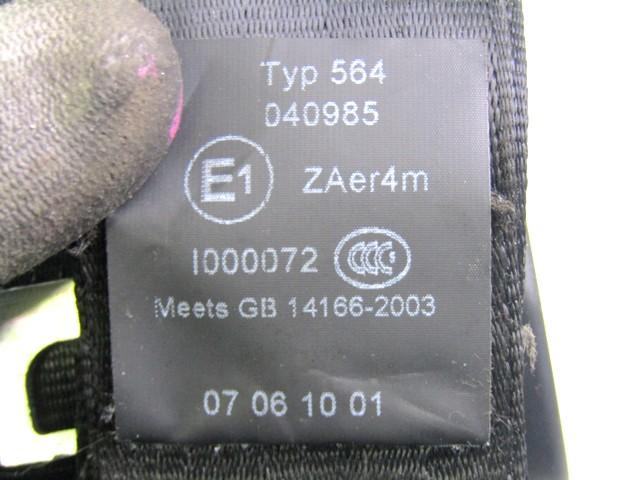 Typ 564
040985
E1 ZAer4m
I000072 CCC
Meets GB 14166-2003
07 06 10 01